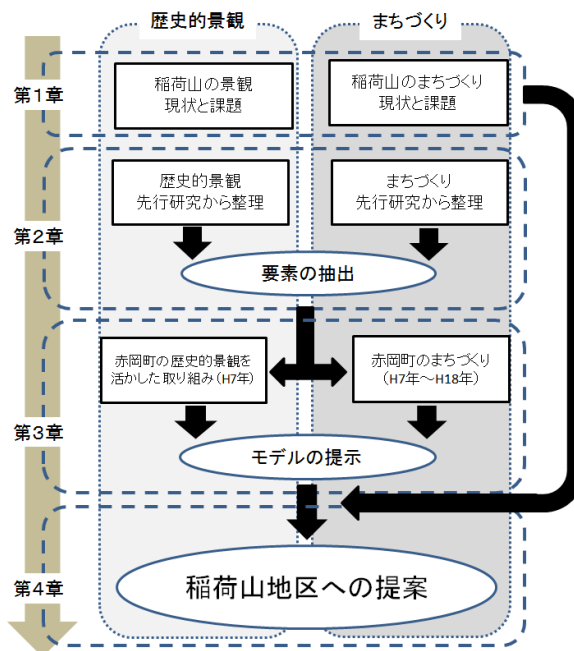 歴史的景観
まちづくり
第1章
稲荷山の景観
現状と課題
稲荷山のまちづくり
現状と課題
第2章
歴史的景観
先行研究から整理
まちづくり
先行研究から整理
要素の抽出
第3章
赤岡町の歴史的景観を
活かした取り組み(H7年)
赤岡町のまちづくり
(H7年～H18年)
モデルの提示
第4章
稲荷山地区への提案